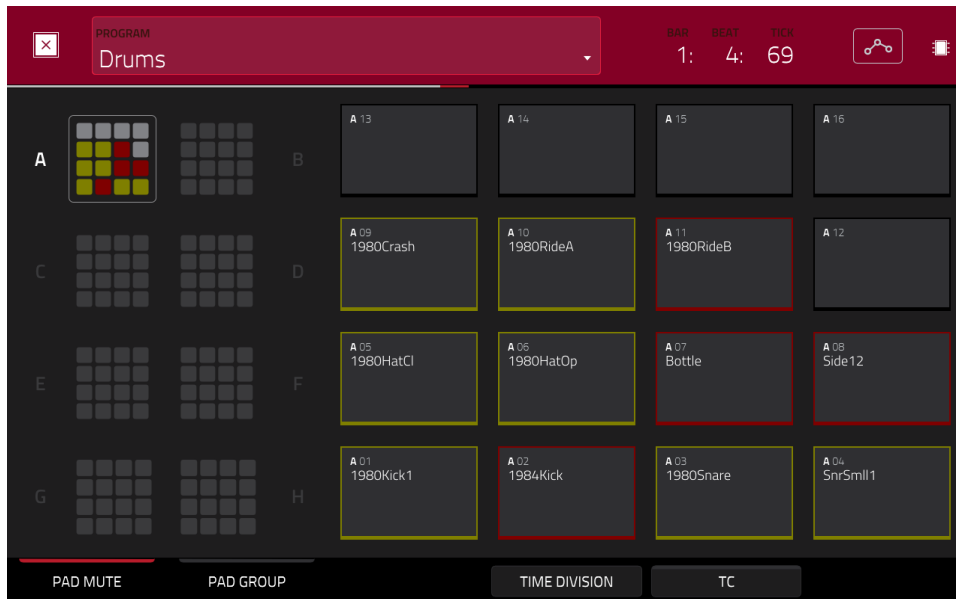 PROGRAM
Drums
BAR BEAT TICK
1: 4: 69
A
B
C
D
E
F
G
H
A 13
A 14
A 15
A 16
A 09
1980Crash
A 10
1980RideA
A 11
1980RideB
A 12
A 05
1980HatCl
A 06
1980HatOp
A 07
Bottle
A 08
Side12
A 01
1980Kick1
A 02
1984Kick
A 03
1980Snare
A 04
SnrSmll1
PAD MUTE
PAD GROUP
TIME DIVISION
TC